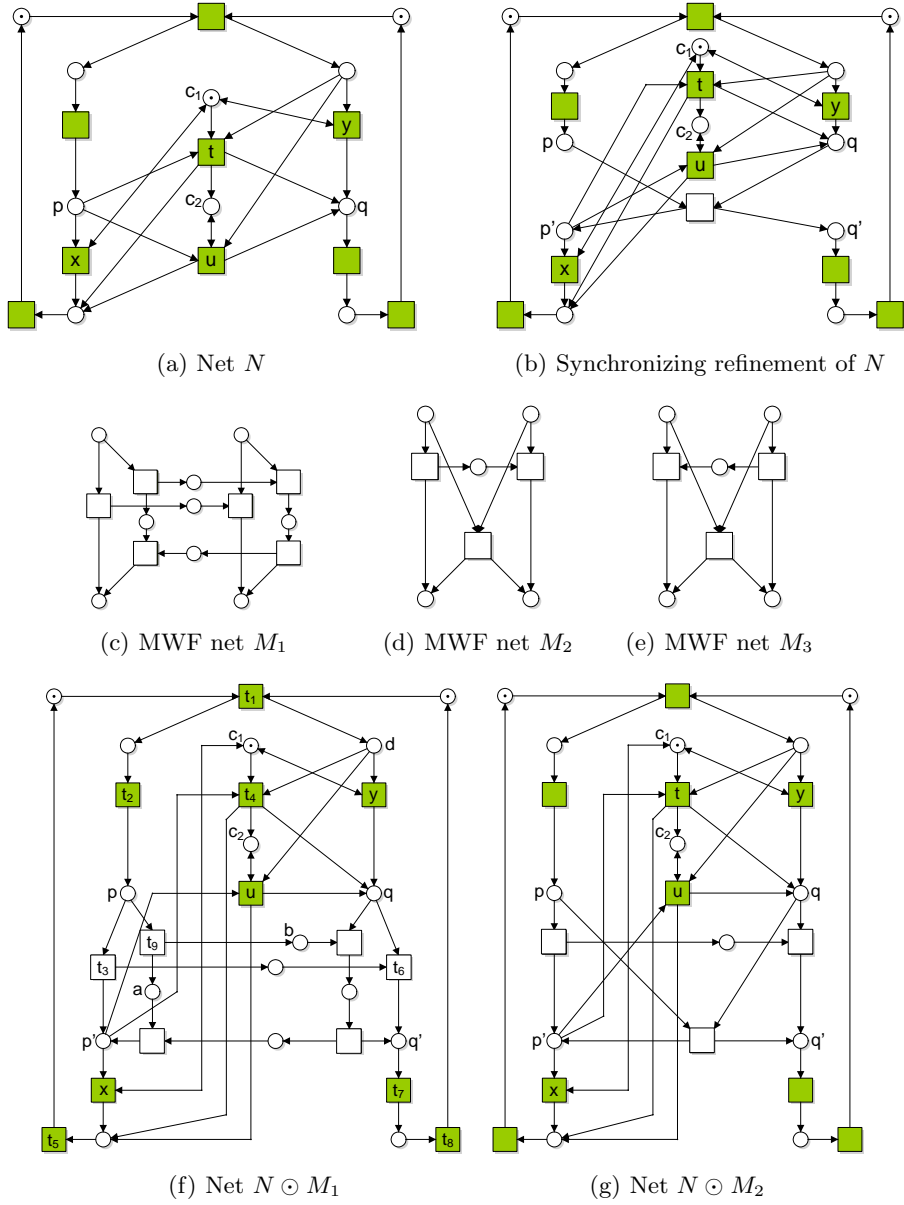 c1
y
t
c2
p
q
x
u
(a) Net N
c1
t
y
p
c2
q
u
p'
q'
x
(b) Synchronizing refinement of N
(c) MWF net M1
(d) MWF net M2
(e) MWF net M3
t1
c1
d
t2
t4
y
c2
p
u
q
b
t9
t3
t6
a
p'
q'
x
t7
t5
t8
(f) Net N ⊙ M1
c1
t
y
c2
p
u
q
p'
q'
x
(g) Net N ⊙ M2